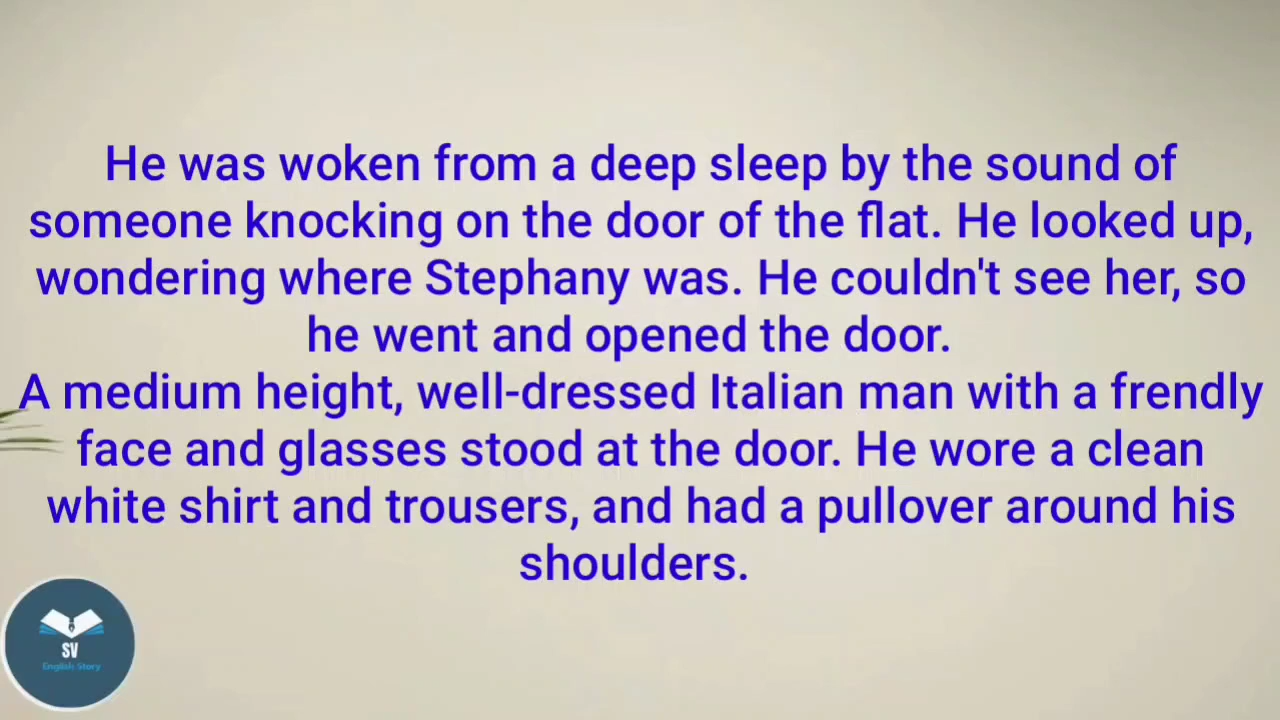 He was woken from a deep sleep by the sound of
someone knocking on the door of the flat. He looked up,
wondering where Stephany was. He couldn't see her, so
he went and opened the door.
A medium height, well-dressed Italian man with a frendly
face and glasses stood at the door. He wore a clean
white shirt and trousers, and had a pullover around his
shoulders.
SV
English Story